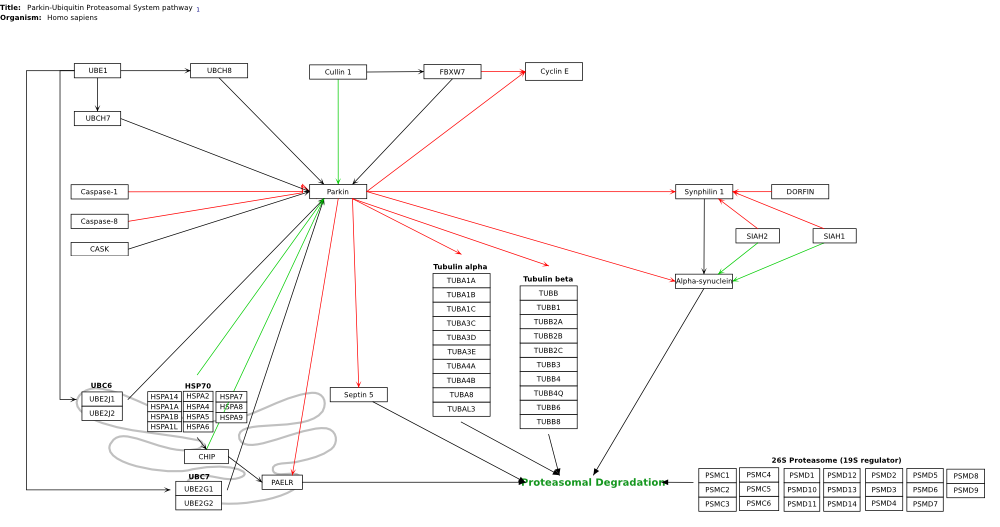 Title: Parkin-Ubiquitin Proteasomal System pathway 1
Organism: Homo sapiens
UBE1
UBCH8
Cullin 1
FBXW7
Cyclin E
UBCH7
Caspase-1
Parkin
Synphilin 1
DORFIN
Caspase-8
SIAH2
SIAH1
CASK
Tubulin alpha
TUBA1A
TUBA1B
TUBA1C
TUBA3C
TUBA3D
TUBA3E
TUBA4A
TUBA4B
TUBA8
TUBAL3
Tubulin beta
TUBB
TUBB1
TUBB2A
TUBB2B
TUBB2C
TUBB3
TUBB4
TUBB4Q
TUBB6
TUBB8
Alpha-synuclein
UBC6
UBE2J1
UBE2J2
HSP70
HSPA14 HSPA2 HSPA7
HSPA1A HSPA4 HSPA8
HSPA1B HSPA5 HSPA9
HSPA1L HSPA6
Septin 5
CHIP
UBC7
UBE2G1
UBE2G2
PAELR
Proteasomal Degradation
26S Proteasome (19S regulator)
PSMC1 PSMC4 PSMD1 PSMD12 PSMD2 PSMD5 PSMD8
PSMC2 PSMC5 PSMD10 PSMD13 PSMD3 PSMD6 PSMD9
PSMC3 PSMC6 PSMD11 PSMD14 PSMD4 PSMD7